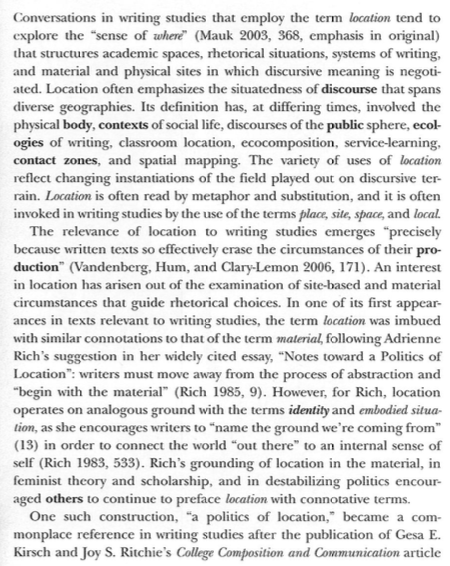 Conversations in writing studies that employ the term location tend to
explore the “sense of where” (Mauk 2003, 368, emphasis in original)
that structures academic spaces, rhetorical situations, systems of writing,
and material and physical sites in which discursive meaning is negoti-
ated. Location often emphasizes the situatedness of discourse that spans
diverse geographies. Its definition has, at differing times, involved the
physical body, contexts of social life, discourses of the public sphere, ecol-
ogies of writing, classroom location, ecocomposition, service-learning,
contact zones, and spatial mapping. The variety of uses of location
reflect changing instantiations of the field played out on discursive ter-
rain. Location is often read by metaphor and substitution, and it is often
invoked in writing studies by the use of the terms place, site, space, and local.
The relevance of location to writing studies emerges “precisely
because written texts so effectively erase the circumstances of their pro-
duction” (Vandenberg, Hum, and Clary-Lemon 2006, 171). An interest
in location has arisen out of the examination of site-based and material
circumstances that guide rhetorical choices. In one of its first appear-
ances in texts relevant to writing studies, the term location was imbued
with similar connotations to that of the term material, following Adrienne
Rich’s suggestion in her widely cited essay, “Notes toward a Politics of
Location”: writers must move away from the process of abstraction and
“begin with the material” (Rich 1985, 9). However, for Rich, location
operates on analogous ground with the terms identity and embodied situa-
tion, as she encourages writers to “name the ground we’re coming from”
(13) in order to connect the world “out there” to an internal sense of
self (Rich 1983, 533). Rich’s grounding of location in the material, in
feminist theory and scholarship, and in destabilizing politics encour-
aged others to continue to preface location with connotative terms.
One such construction, “a politics of location,” became a com-
monplace reference in writing studies after the publication of Gesa E.
Kirsch and Joy S. Ritchie’s College Composition and Communication article